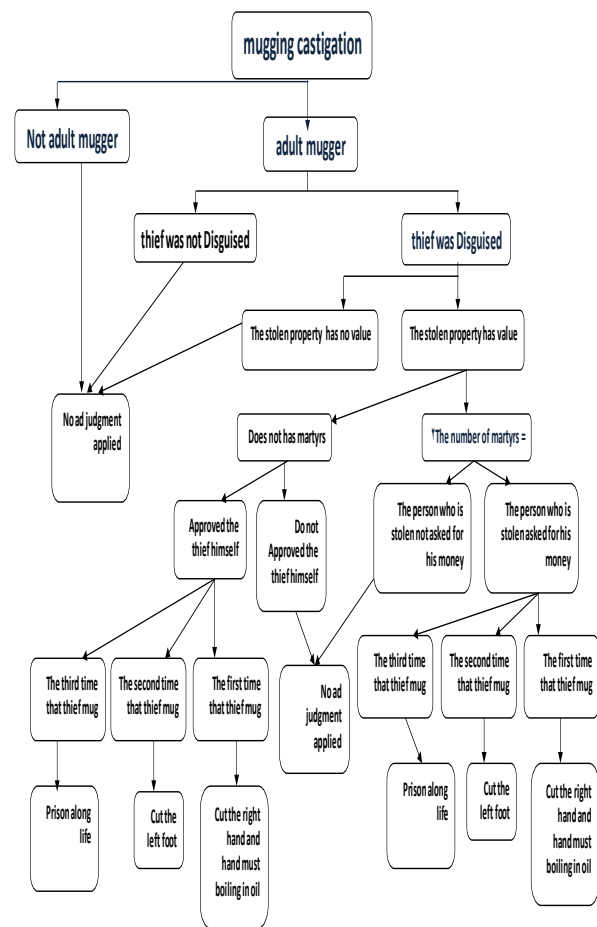 mugging castigation
Not adult mugger
adult mugger
thief was not Disguised
thief was Disguised
The stolen property has no value
The stolen property has value
No ad judgment
applied
Does not has martyrs
The number of martyrs =
Approved the
thief himself
Do not
Approved the
thief himself
The person who is
stolen not asked for
his money
The person who is
stolen asked for his
money
The third time
that thief mug
The second time
that thief mug
The first time
that thief mug
No ad
judgment
applied
The third time
that thief mug
The second time
that thief mug
The first time
that thief mug
Prison along
life
Cut the
left foot
Cut the right
hand and
hand must
boiling in oil
Prison along
life
Cut the
left foot
Cut the right
hand and
hand must
boiling in oil